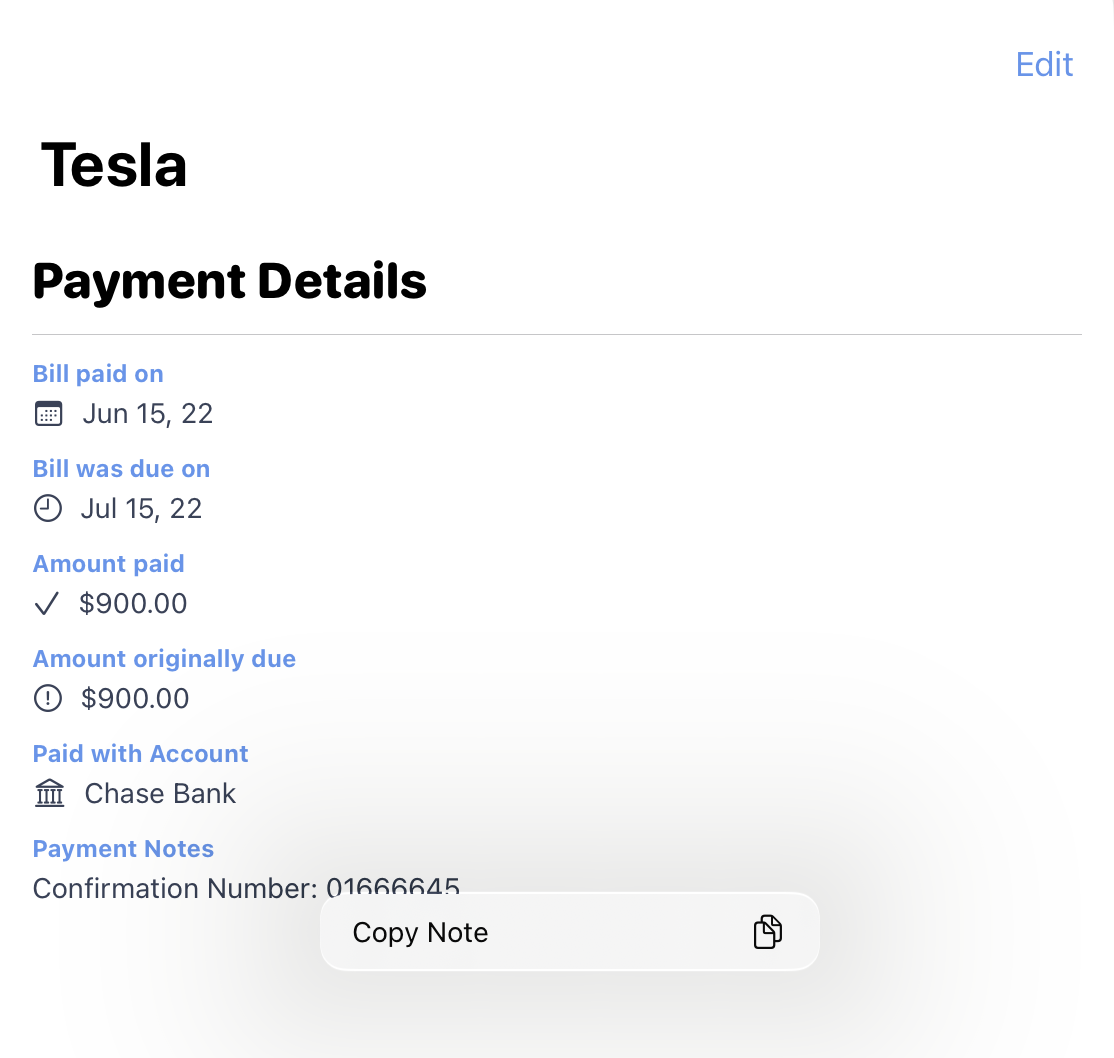 Edit
Tesla
Payment Details
Bill paid on
Jun 15, 22
Bill was due on
Jul 15, 22
Amount paid
$900.00
Amount originally due
$900.00
Paid with Account
Chase Bank
Payment Notes
Confirmation Number: 01666645
Copy Note